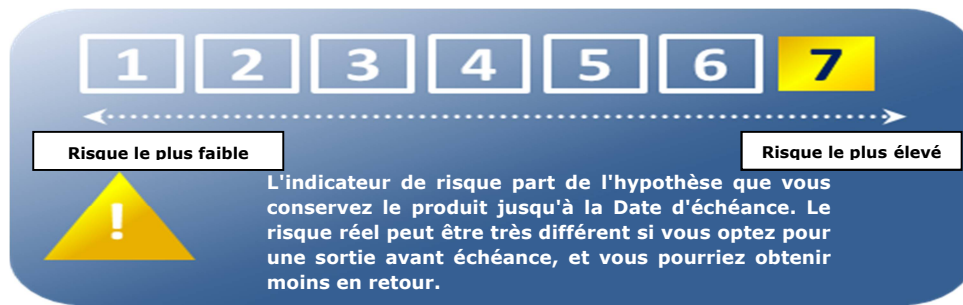 1 2 3 4 5 6 7
Risque le plus faible
Risque le plus élevé
!
L'indicateur de risque part de l'hypothèse que vous
conservez le produit jusqu'à la Date d'échéance. Le
risque réel peut être très différent si vous optez pour
une sortie avant échéance, et vous pourriez obtenir
moins en retour.